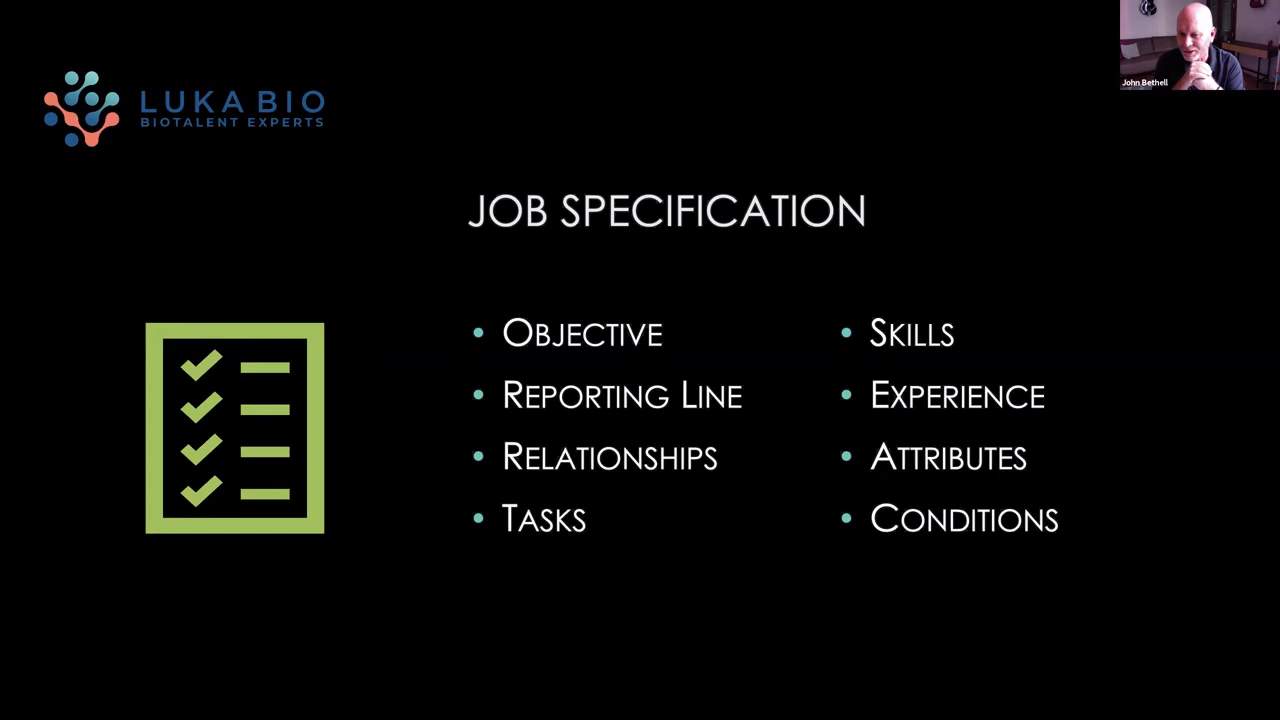 John Bethell
LUKA BIO
BIOTALENT EXPERTS
JOB SPECIFICATION
• OBJECTIVE
• REPORTING LINE
• RELATIONSHIPS
• TASKS
• SKILLS
• EXPERIENCE
• ATTRIBUTES
• CONDITIONS